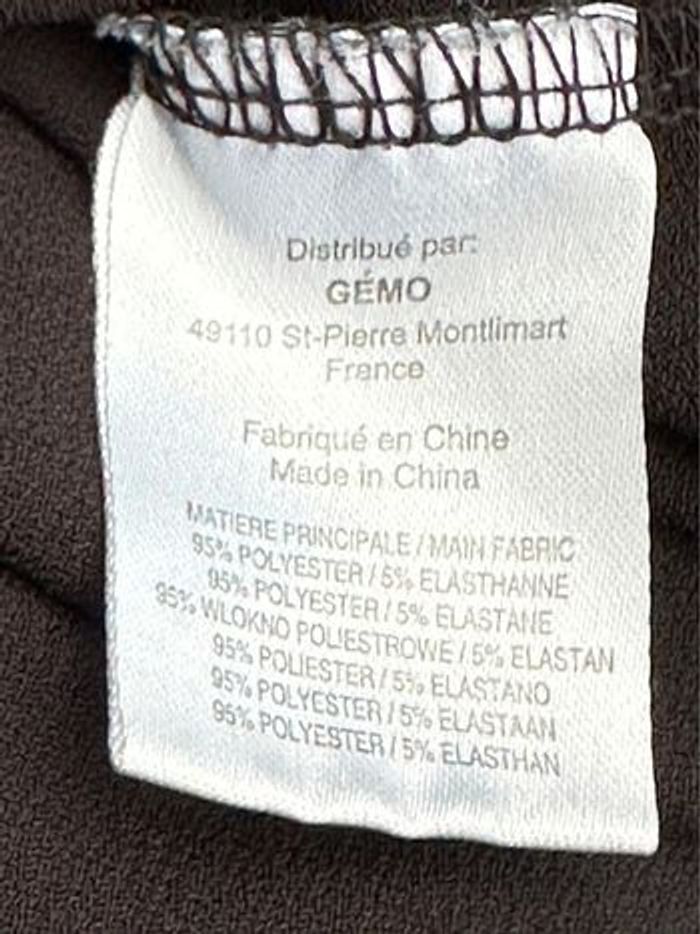 Distribué par:
GÉMO
49110 St-Pierre Montlimart
France
Fabriqué en Chine
Made in China
MATIERE PRINCIPALE / MAIN FABRIC
95% POLYESTER / 5% ELASTHANNE
95% POLYESTER / 5% ELASTANE
95% WLOKNO POLIESTROWE / 5% ELASTAN
95% POLIESTER / 5% ELASTANO
95% POLYESTER / 5% ELASTAAN
95% POLYESTER / 5% ELASTHAN